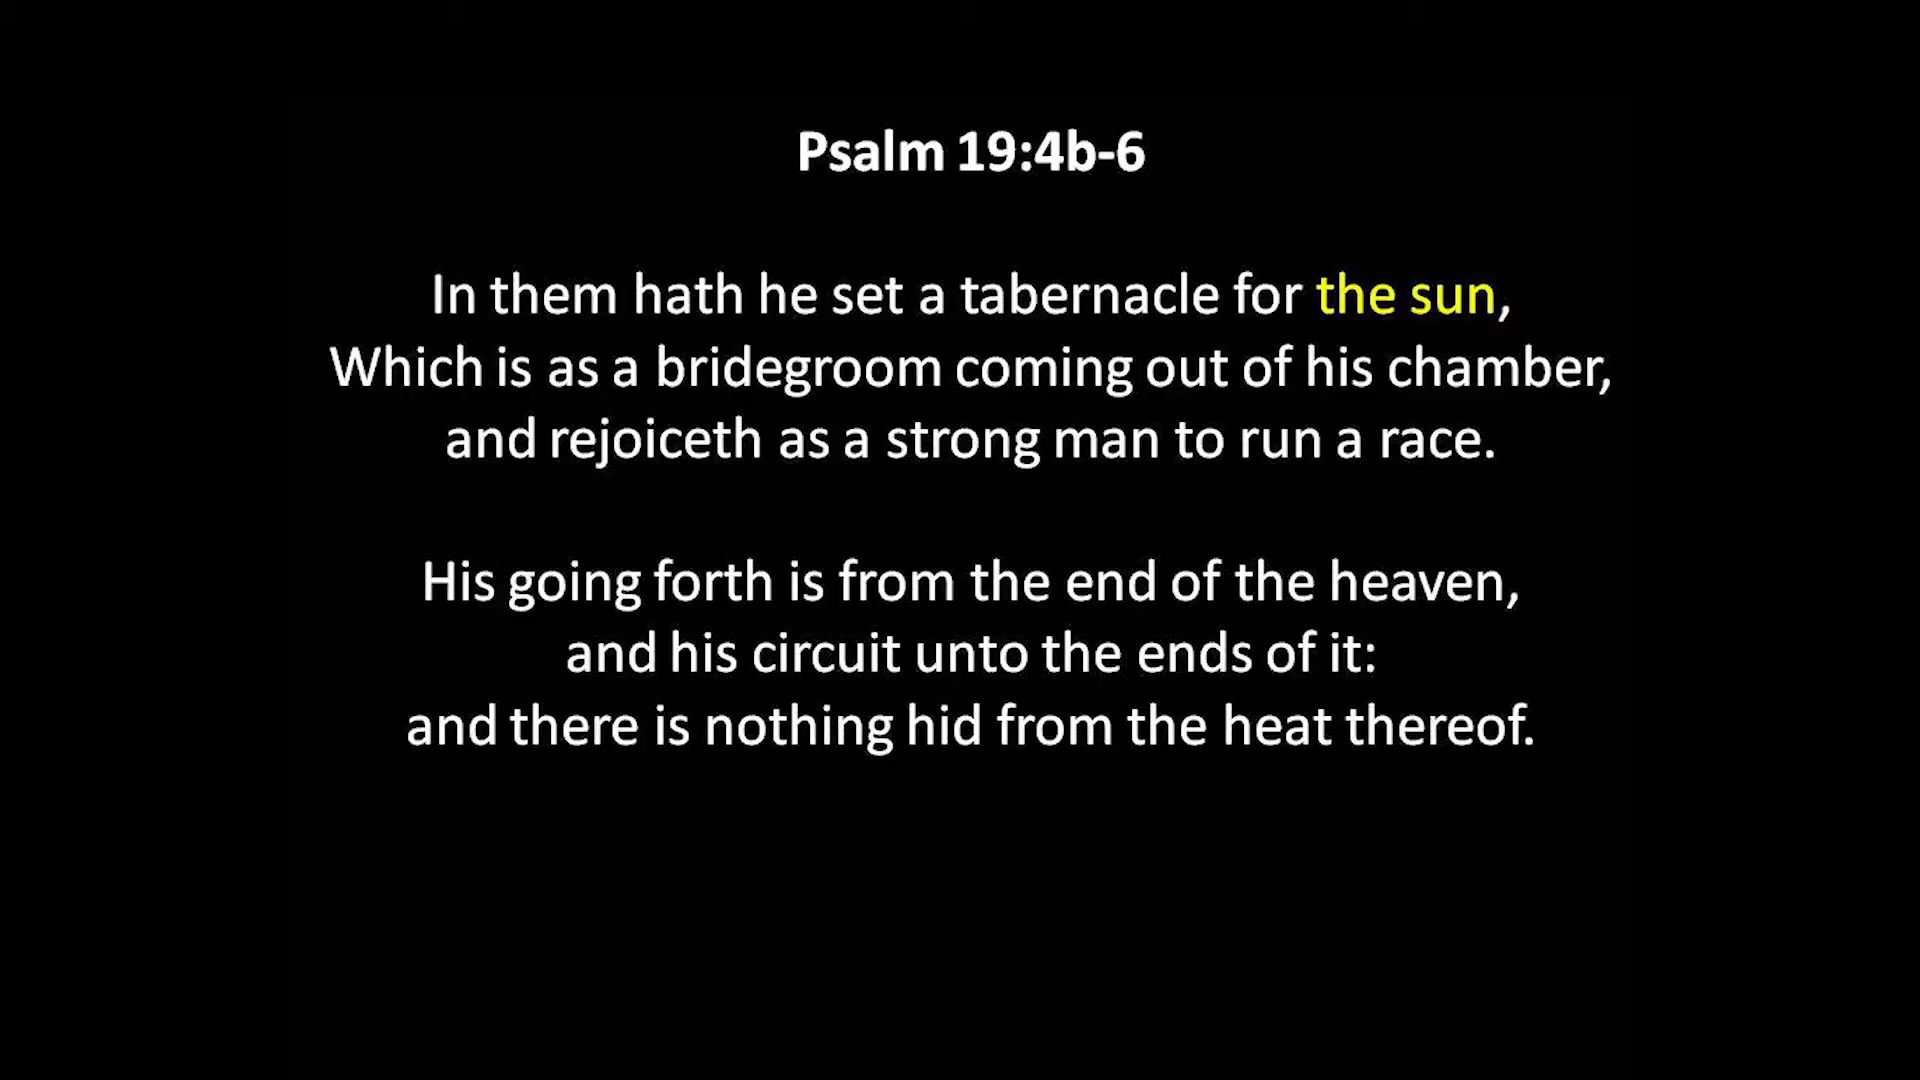 Psalm 19:4b-6
In them hath he set a tabernacle for the sun,
Which is as a bridegroom coming out of his chamber,
and rejoiceth as a strong man to run a race.
His going forth is from the end of the heaven,
and his circuit unto the ends of it:
and there is nothing hid from the heat thereof.